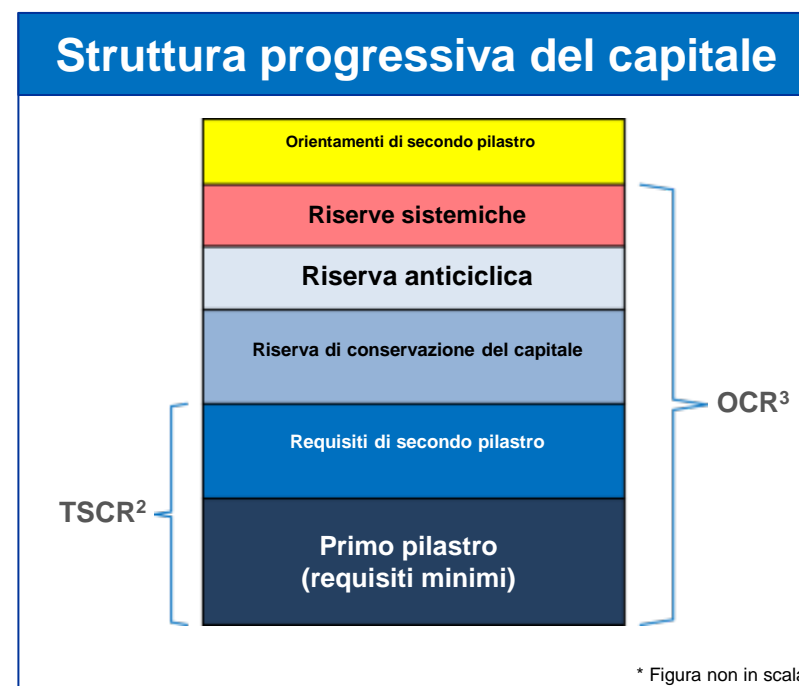 Struttura progressiva del capitale
Orientamenti di secondo pilastro
Riserve sistemiche
Riserva anticiclica
Riserva di conservazione del capitale
OCR³
Requisiti di secondo pilastro
TSCR²
Primo pilastro
(requisiti minimi)
* Figura non in scala